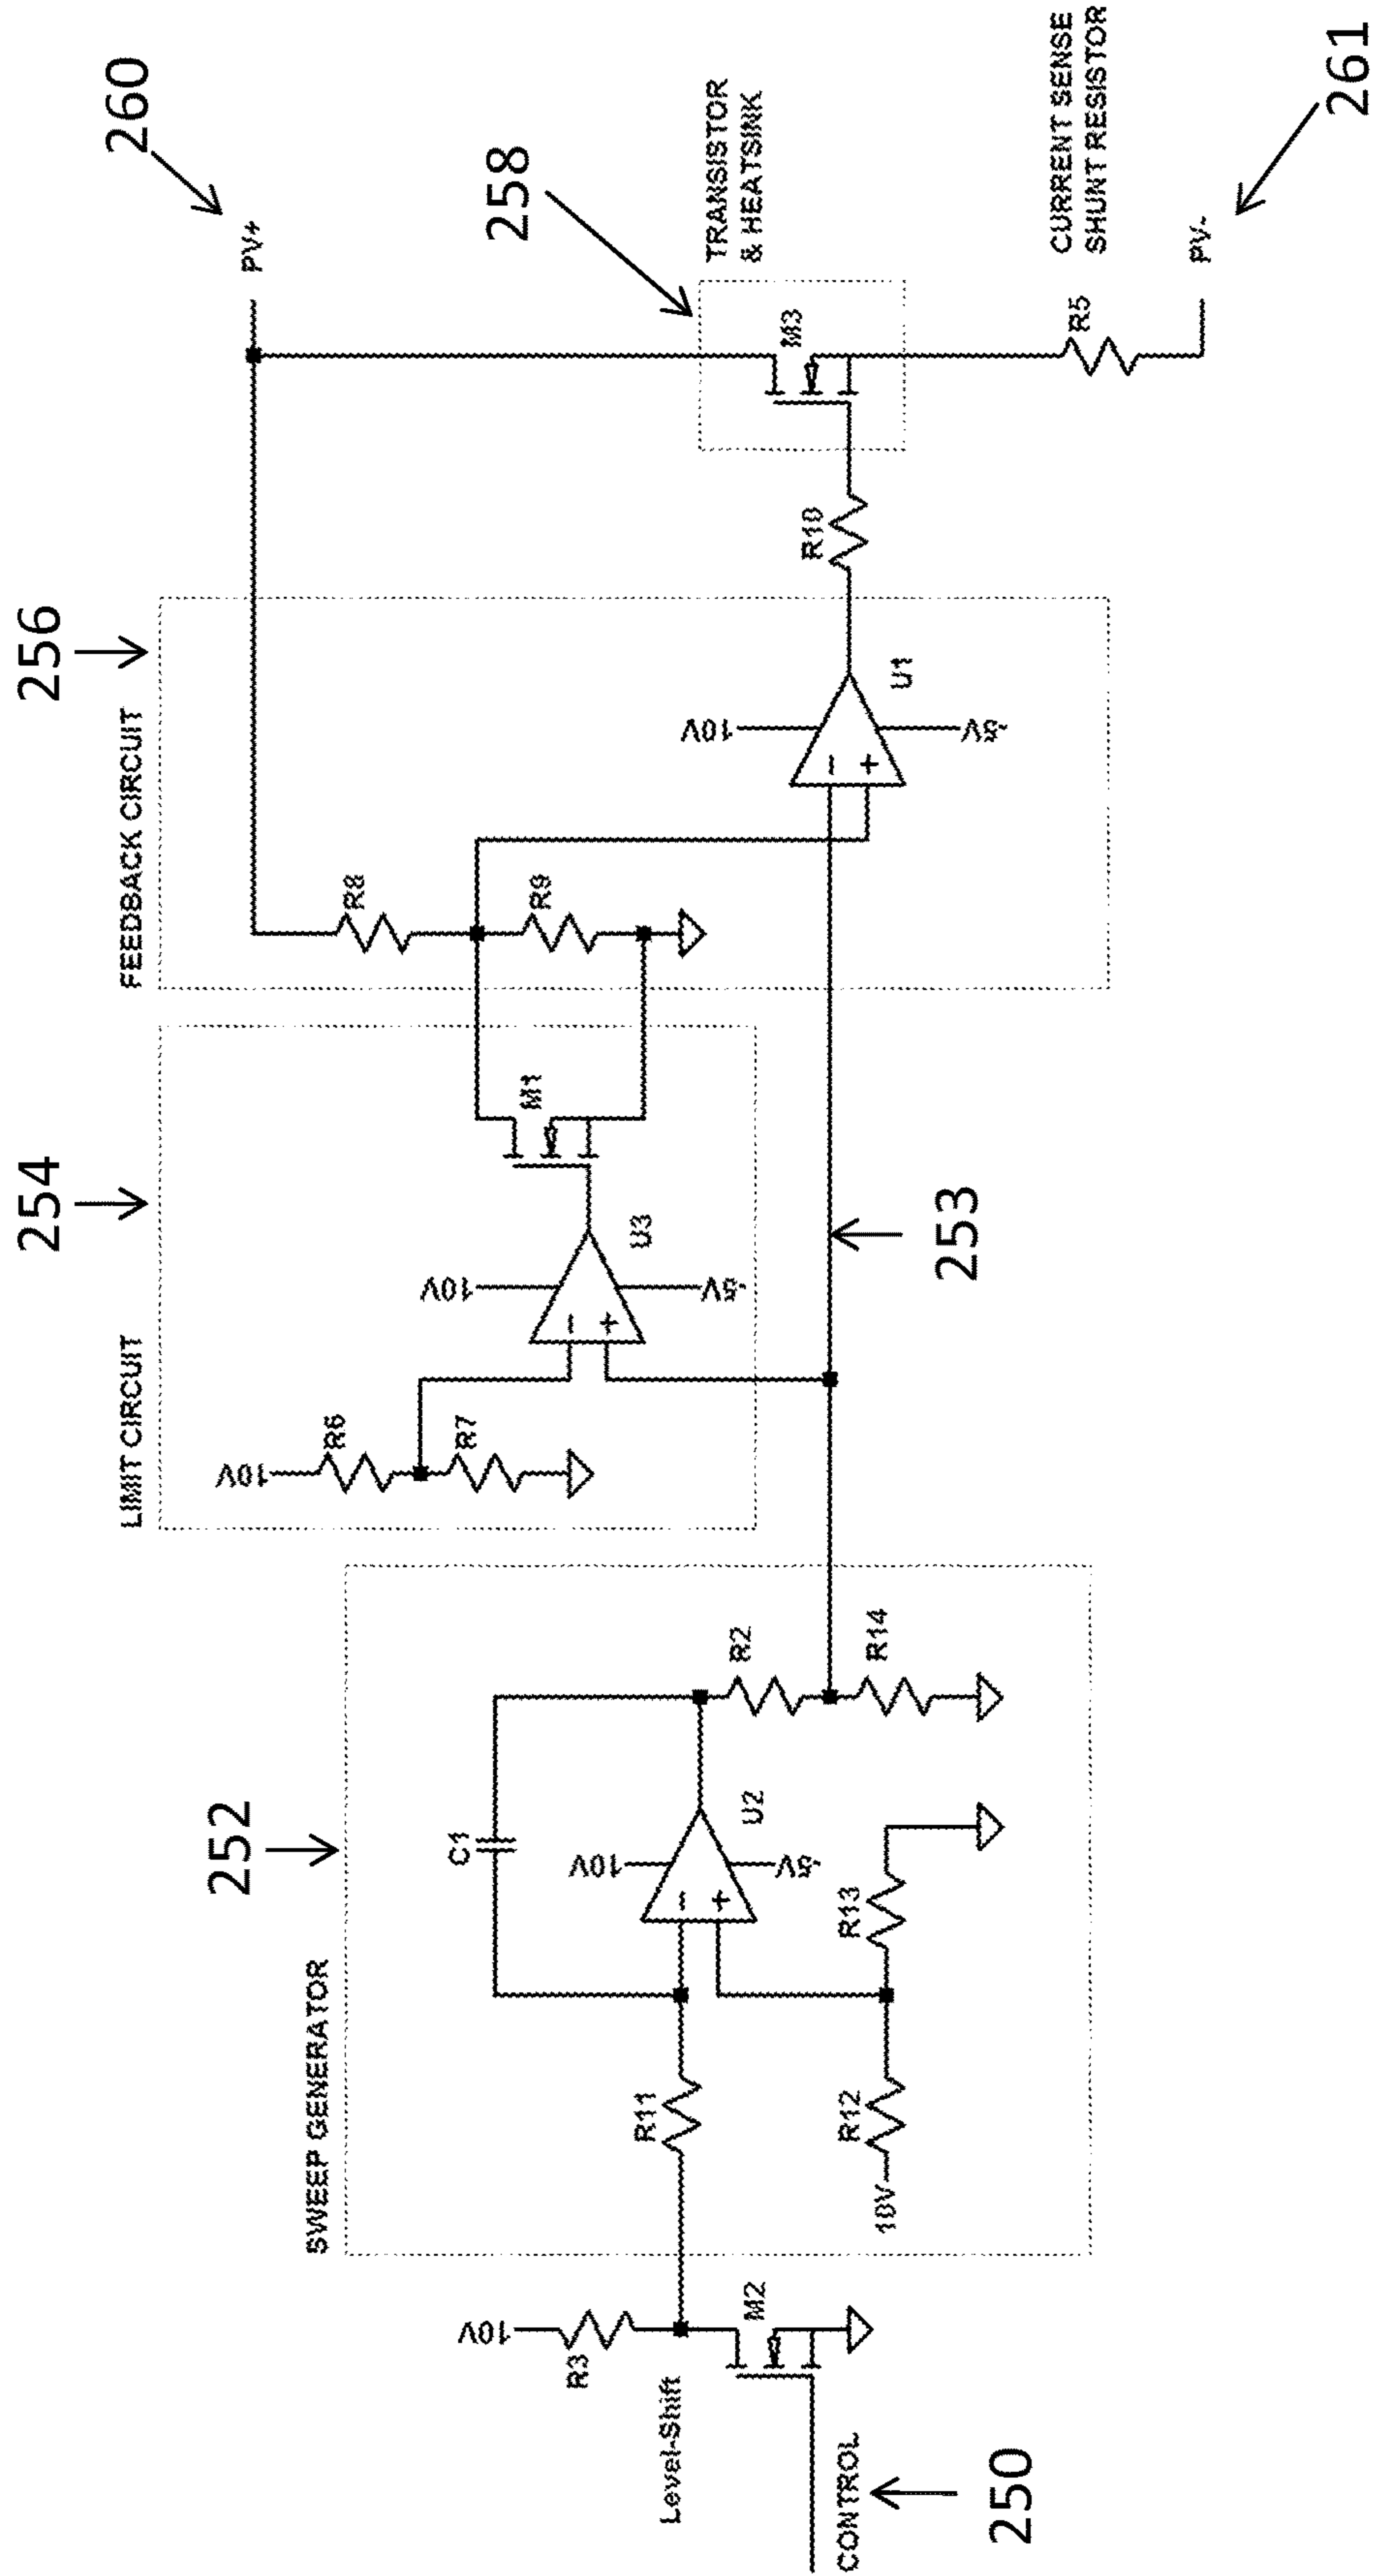 254
256
LIMIT CIRCUIT
FEEDBACK CIRCUIT
260
252
10V
PV+
SWEEP GENERATOR
R6
R8
10V
C1
R7
10V
M1
R9
258
R3
10V
− +
U3
10V
TRANSISTOR
& HEATSINK
Level-Shift
R11
− +
U2
R2
-5V
-5V
M2
M3
R10
CONTROL
10V
R12
R13
R14
253
− +
U1
-5V
250
CURRENT SENSE
SHUNT RESISTOR
R5
PV-
261